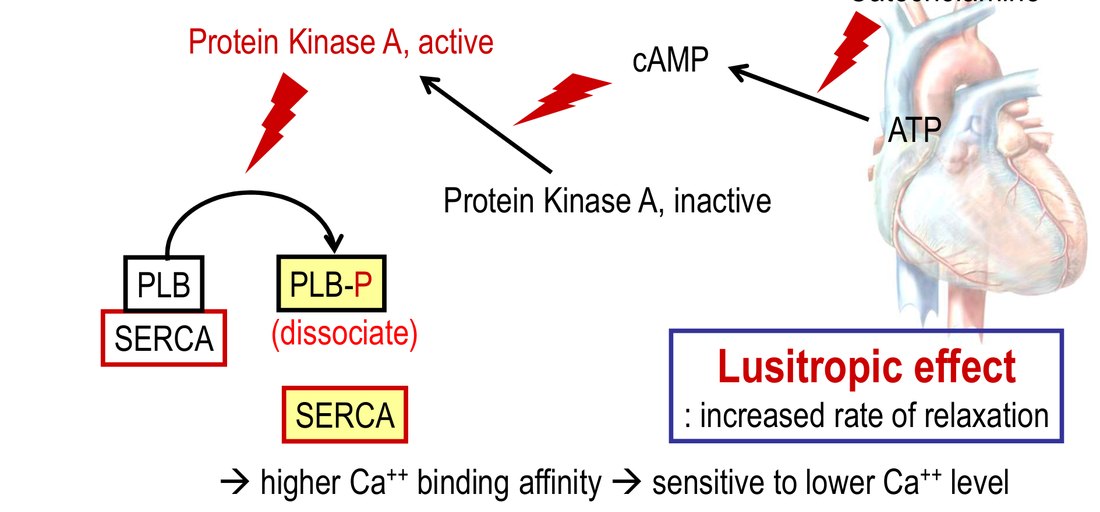 Protein Kinase A, active
cAMP
ATP
Protein Kinase A, inactive
PLB
PLB-P
SERCA
(dissociate)
Lusitropic effect
: increased rate of relaxation
SERCA
→ higher Ca⁺⁺ binding affinity → sensitive to lower Ca⁺⁺ level